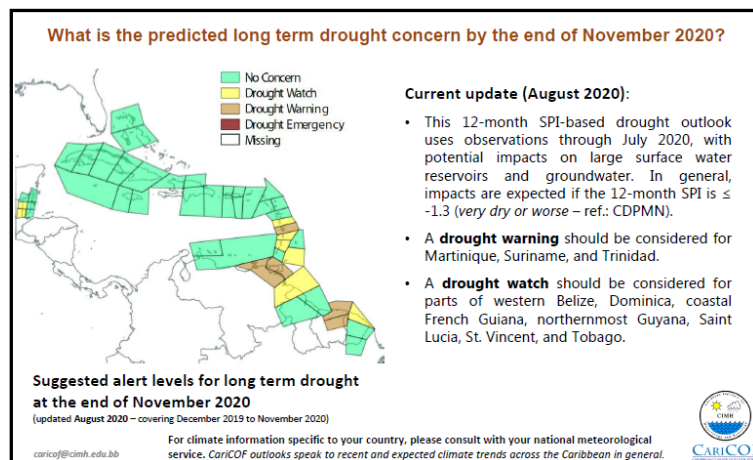 What is the predicted long term drought concern by the end of November 2020?
No Concern
Drought Watch
Drought Warning
Drought Emergency
Missing
Current update (August 2020):
• This 12-month SPI-based drought outlook
uses observations through July 2020, with
potential impacts on large surface water
reservoirs and groundwater. In general,
impacts are expected if the 12-month SPI is ≤
-1.3 (very dry or worse – ref.: CDPMN).
• A drought warning should be considered for
Martinique, Suriname, and Trinidad.
• A drought watch should be considered for
parts of western Belize, Dominica, coastal
French Guiana, northernmost Guyana, Saint
Lucia, St. Vincent, and Tobago.
Suggested alert levels for long term drought
at the end of November 2020
(updated August 2020 – covering December 2019 to November 2020)
caricof@cimh.edu.bb
For climate information specific to your country, please consult with your national meteorological
service. CariCOF outlooks speak to recent and expected climate trends across the Caribbean in general.
CIMH